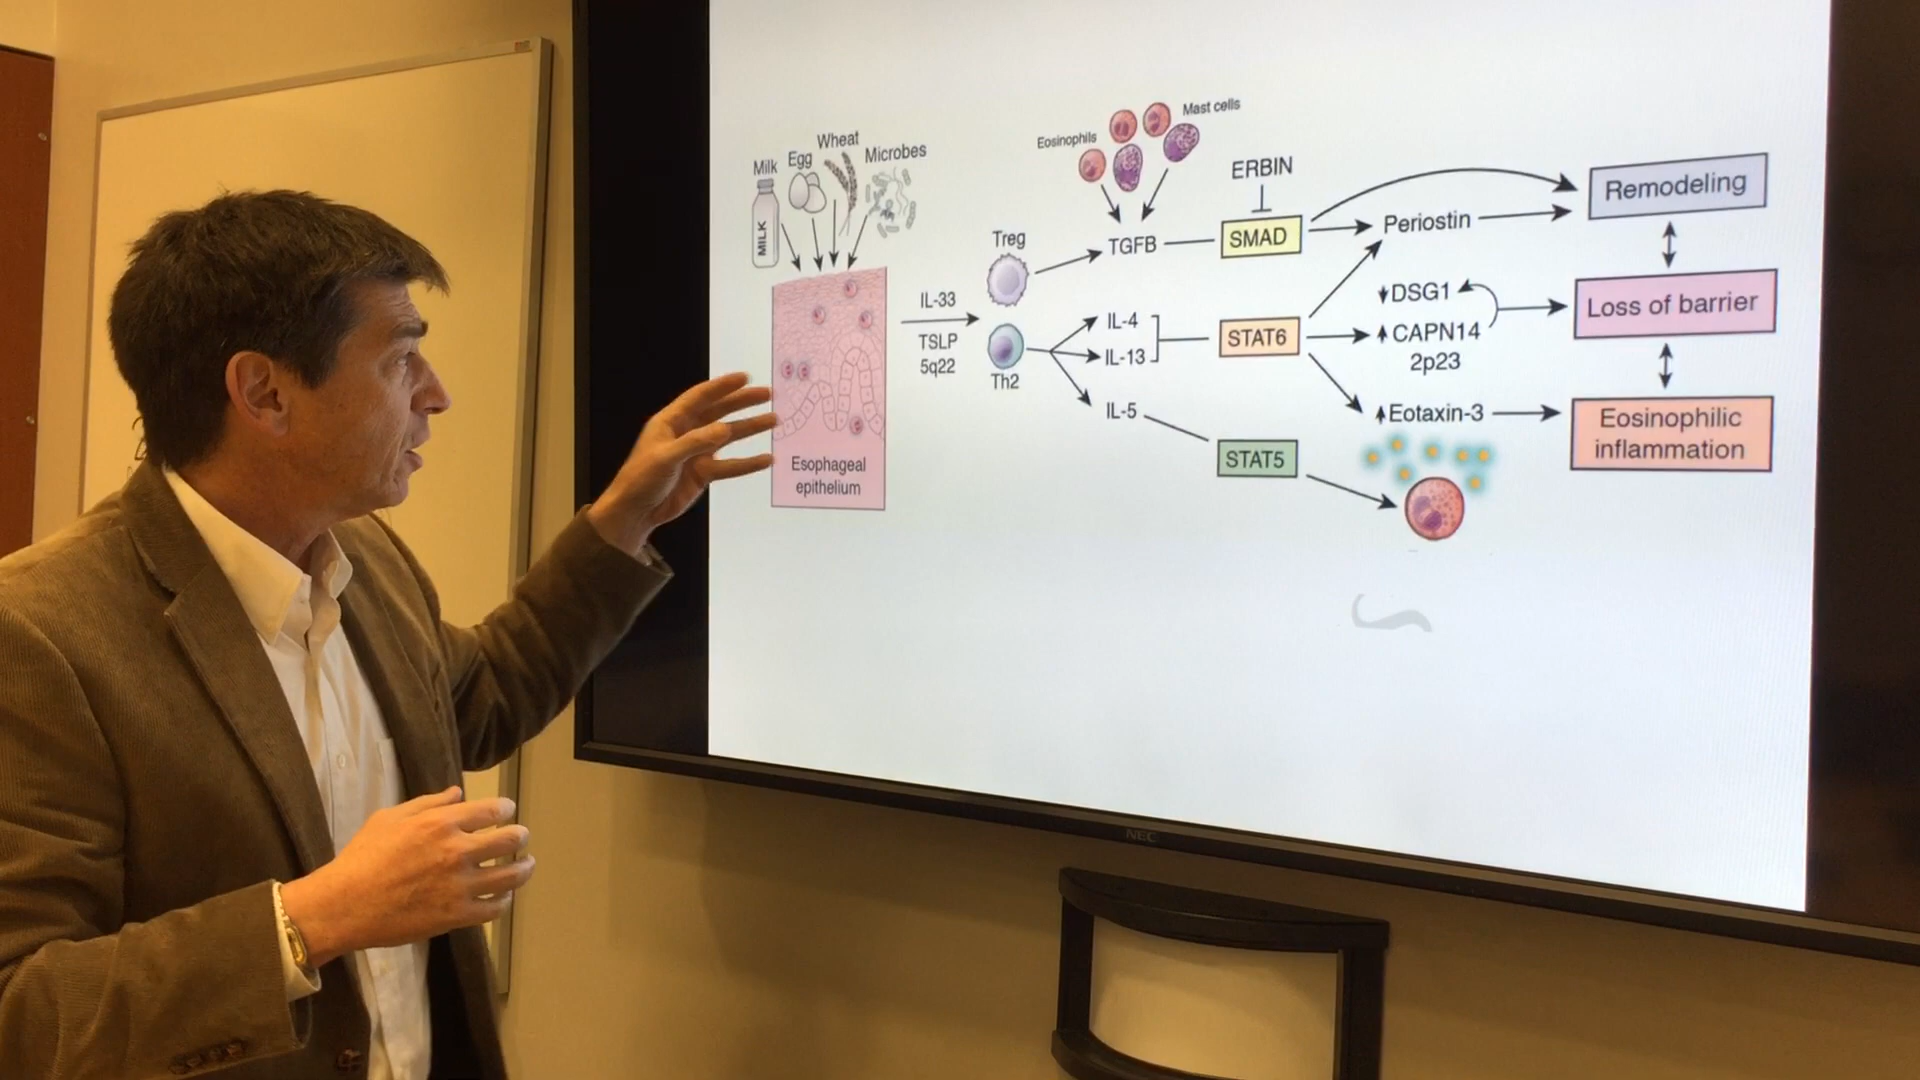 Milk
Egg
Wheat
Microbes
MILK
Esophageal
epithelium
IL-33
TSLP
5q22
Treg
Th2
Eosinophils
Mast cells
TGFB
IL-4
IL-13
IL-5
ERBIN
SMAD
STAT6
STAT5
Periostin
DSG1
CAPN14
2p23
Eotaxin-3
Remodeling
Loss of barrier
Eosinophilic
inflammation
NEC